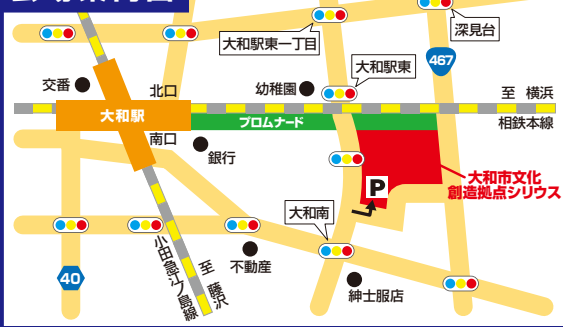 深見台
大和駅東一丁目
467
交番
北口
幼稚園
大和駅東
至 横浜
大和駅
プロムナード
相鉄本線
南口
銀行
P
大和市文化
創造拠点シリウス
大和南
小田急江ノ島線
至 藤沢
不動産
40
紳士服店